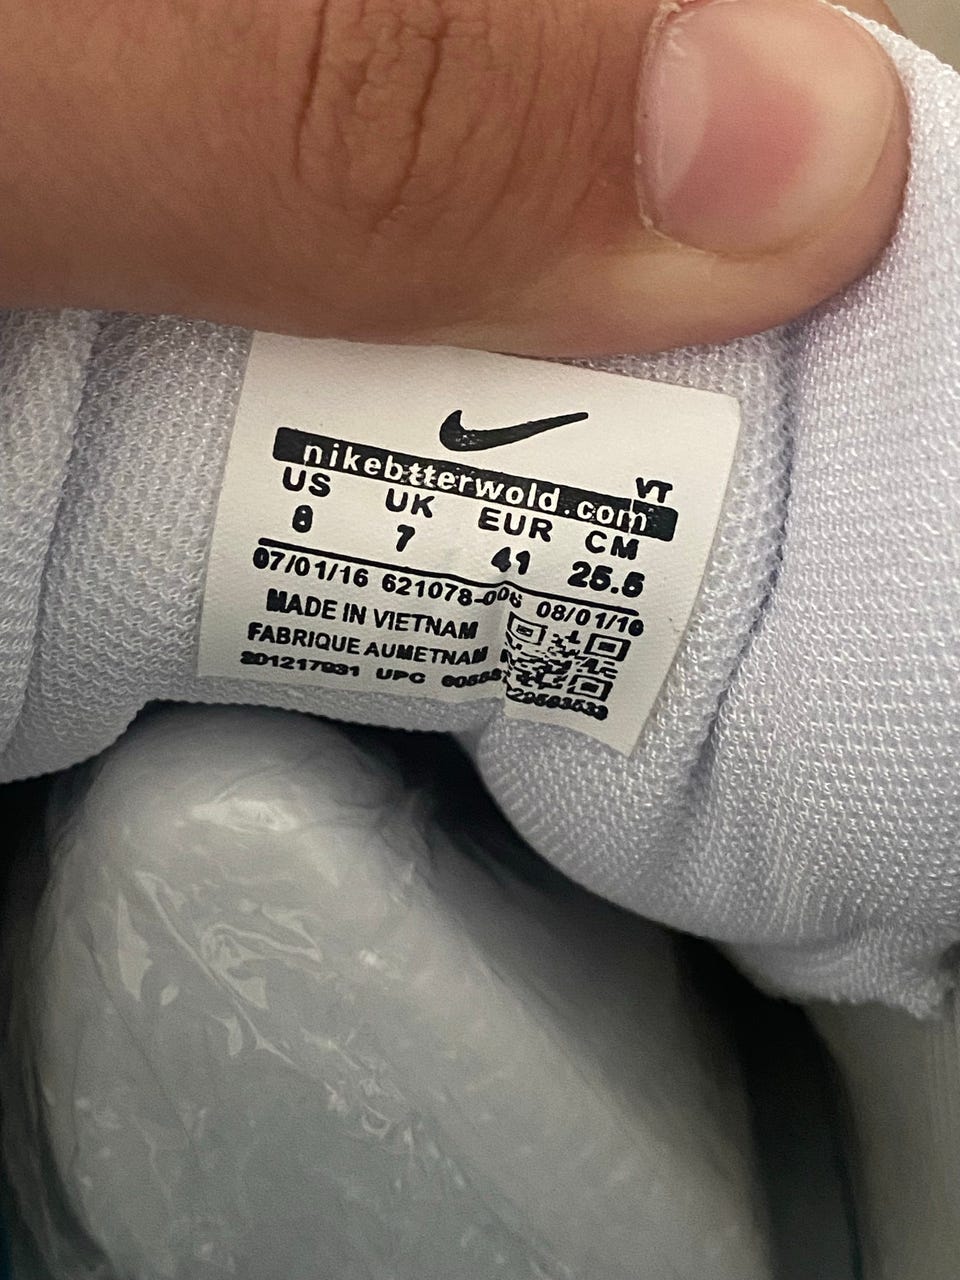 nikebtterwold.com VT
US UK EUR CM
8 7 41 25.5
07/01/16 621078-006 08/01/16
MADE IN VIETNAM
FABRIQUE AUMETNAM
UPC